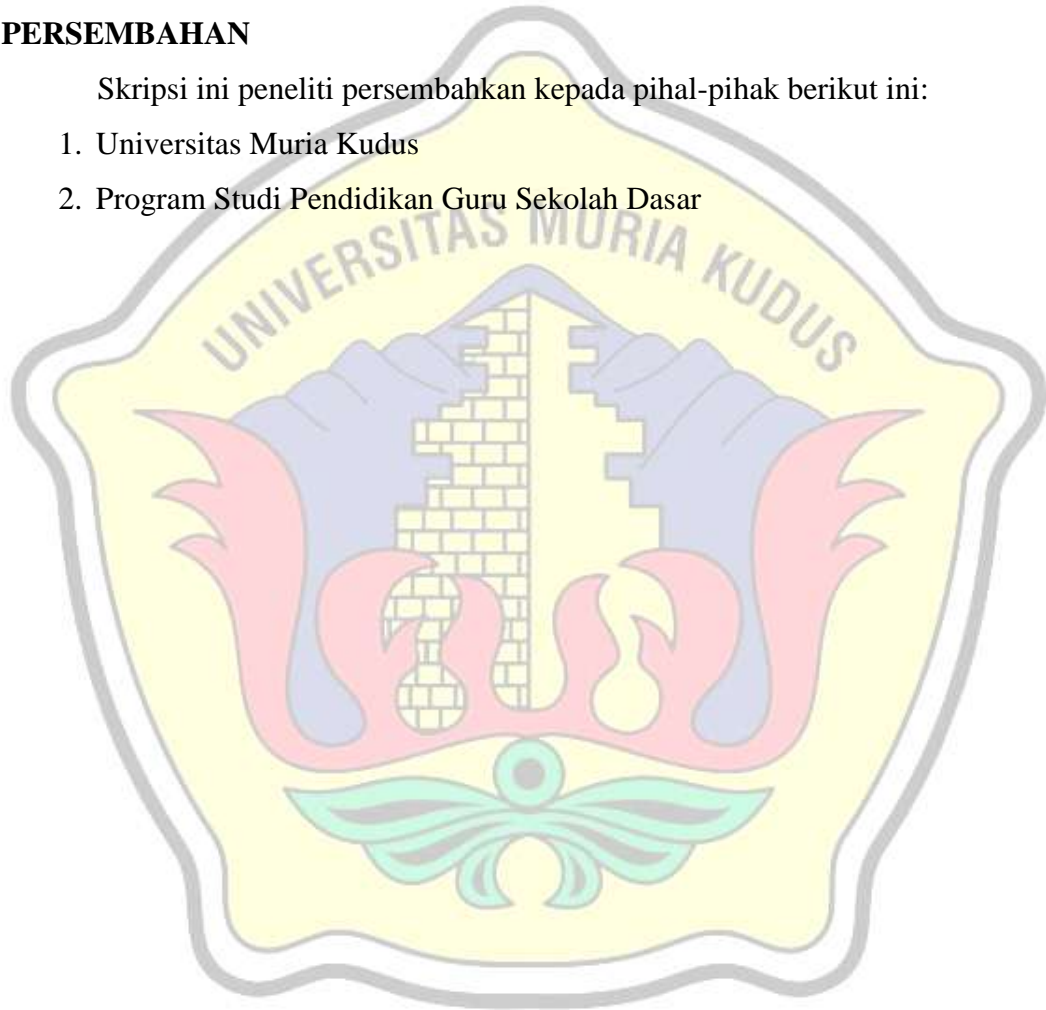 PERSEMBAHAN
Skripsi ini peneliti persembahkan kepada pihal-pihak berikut ini:
1. Universitas Muria Kudus
2. Program Studi Pendidikan Guru Sekolah Dasar
UNIVERSITAS MURIA KUDUS